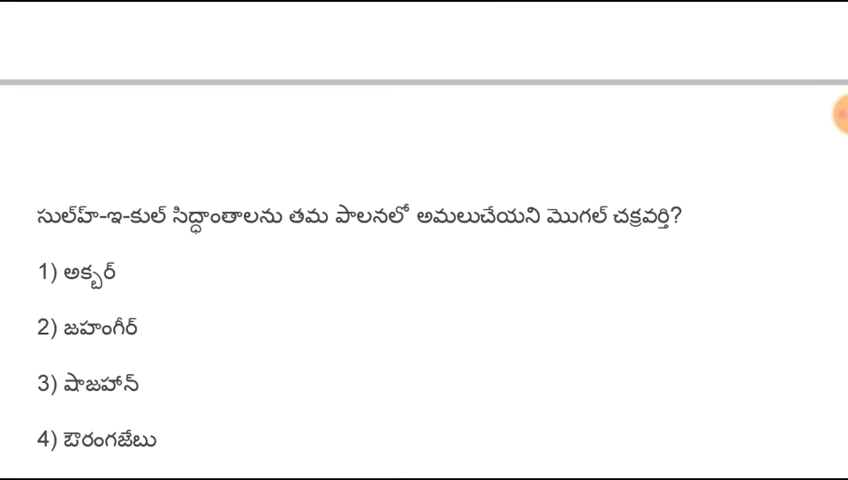 సుల్‌హ్-ఇ-కుల్ సిద్ధాంతాలను తమ పాలనలో అమలుచేయని మొగల్ చక్రవర్తి?
1) అక్బర్
2) జహంగీర్
3) షాజహాన్
4) ఔరంగజేబు